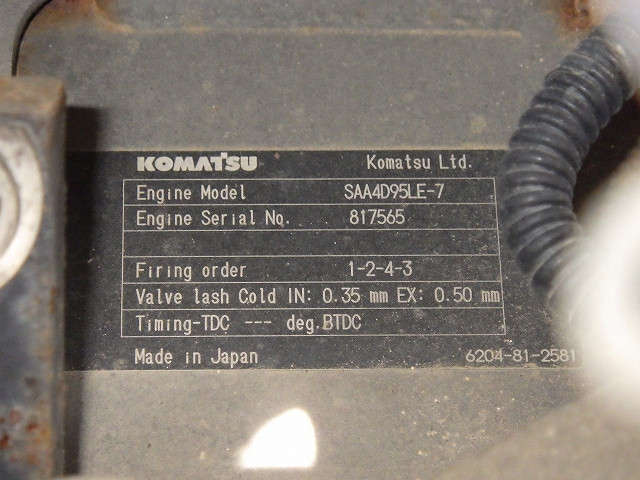 KOMATSU Komatsu Ltd.
Engine Model SAA4D95LE-7
Engine Serial No. 817565
Firing order 1-2-4-3
Valve lash Cold IN: 0.35 mm EX: 0.50 mm
Timing-TDC --- deg.BTDC
Made in Japan 6204-81-2581